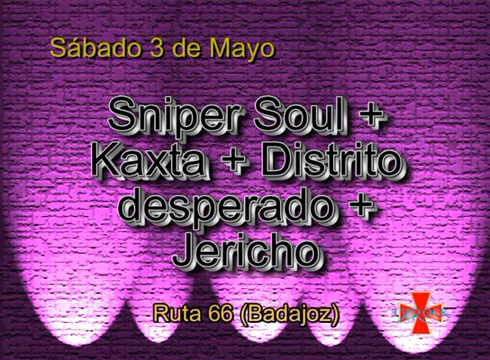 Sábado 3 de Mayo
Sniper Soul +
Kaxta + Distrito
desperado +
Jericho
Ruta 66 (Badajoz)